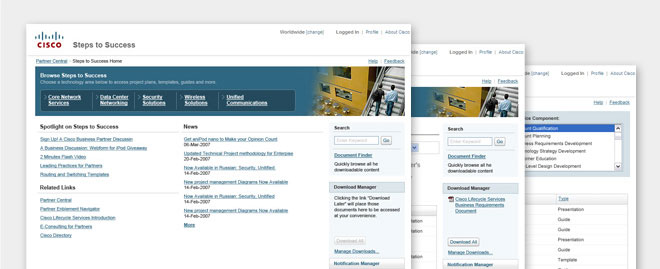 Worldwide [change] Logged In | Profile | About Cisco
CISCO
Steps to Success
Partner Central Steps to Success Home
Help | Feedback
Browse Steps to Success
Choose a technology area below to access project plans, templates, guides and more.
Core Network Services
Data Center Networking
Security Solutions
Wireless Solutions
Unified Communications
Spotlight on Steps to Success
Sign Up! A Cisco Business Partner Discusion
A Business Discussion: Webform for iPod Giveaway
2 Minutes Flash Video
Leading Practices for Partners
Routing and Switching Templates
Related Links
Partner Central
Partner Enablement Navigator
Cisco Lifecycle Services Introduction
E-Consulting for Partners
Cisco Directory
News
Get anPod nano to Make your Opinion Count
06-Mar-2007
Updated Technical Project methodology for Enterpise
20-Feb-2007
Now Available in Russian: Security, Unified,
14-Feb-2007
New project management Diagrams Now Available
14-Feb-2007
Now Available in Russian: Security, Unified,
14-Feb-2007
New project management Diagrams Now Available
14-Feb-2007
More
Search
Enter Keyword
Go
Document Finder
Quickly browse all he
downloadable content
Download Manager
Clicking the link "Download
Later" will place those
documents here to be accessed
at your convenience.
Download All
Manage Downloads...
Notification Manager
Logged In | Profile | About Cisco
Help | Feedback
Search
Enter Keyword
Go
Document Finder
Quickly browse all he
downloadable content
Download Manager
Cisco Lifecycle Services
Business Requirements
Document
Download All
Manage Downloads...
Notification Manager
Logged In | Profile | About Cisco
Help | Feedback
ice Component:
unt Qualification
unt Planning
ness Requirements Development
nology Strategy Development
omer Education
Level Design Development
Type
Presentation
Guide
Guide
Presentation
Guide
Template